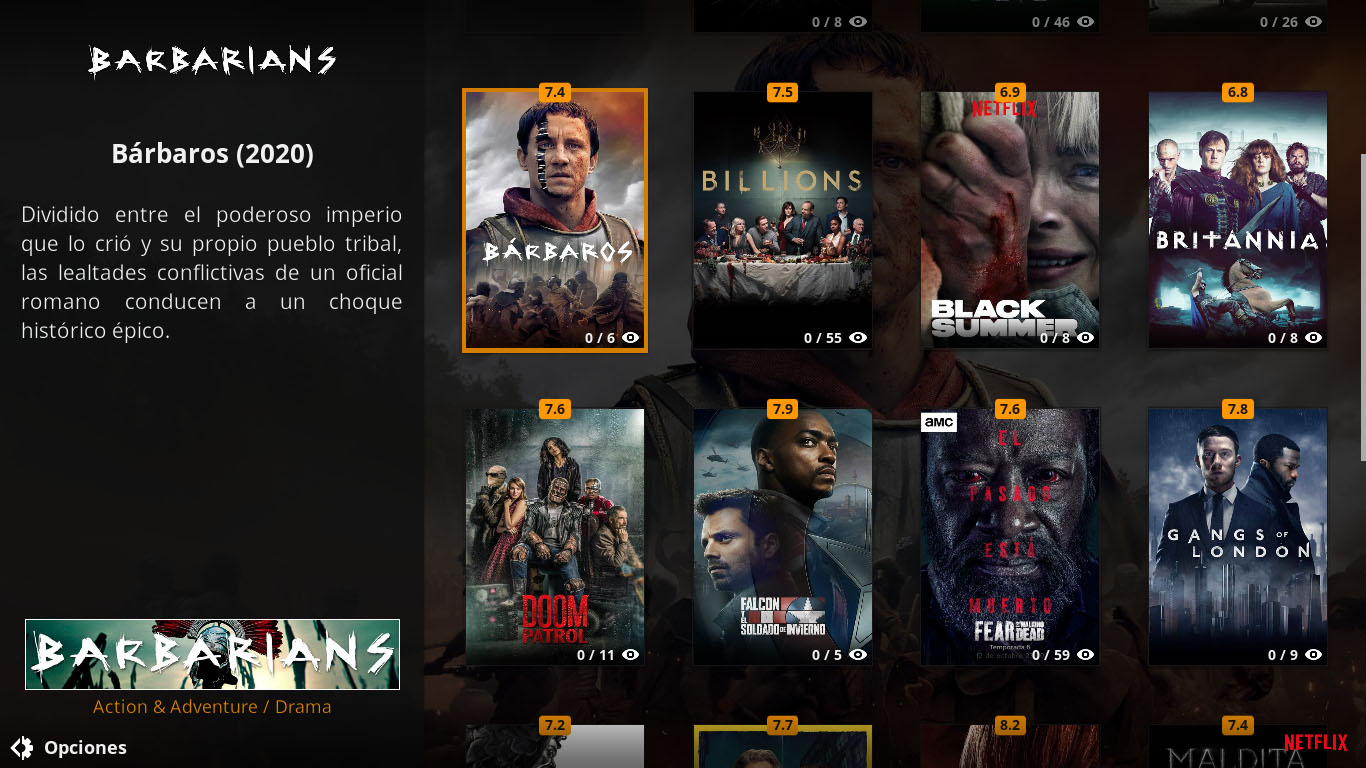 0 / 8
0 / 46
0 / 26
BARBARIANS
Bárbaros (2020)
Dividido entre el poderoso imperio
que lo crió y su propio pueblo tribal,
las lealtades conflictivas de un oficial
romano conducen a un choque
histórico épico.
BARBARIANS
Action & Adventure / Drama
Opciones
7.4
BÁRBAROS
0 / 6
7.5
BILLIONS
0 / 55
6.9
NETFLIX
BLACK
SUMMER
0 / 8
6.8
BRITANNIA
0 / 8
7.6
DOOM
PATROL
0 / 11
7.9
FALCON
Y EL
SOLDADO DE INVIERNO
0 / 5
7.6
aMC
EL
PASADO
ESTÁ
MUERTO
FEAR THE WALKING DEAD
Temporada 6
12 de octubre
0 / 59
7.8
GANGS OF
LONDON
0 / 9
7.2
7.7
8.2
7.4
MALDITA
NETFLIX